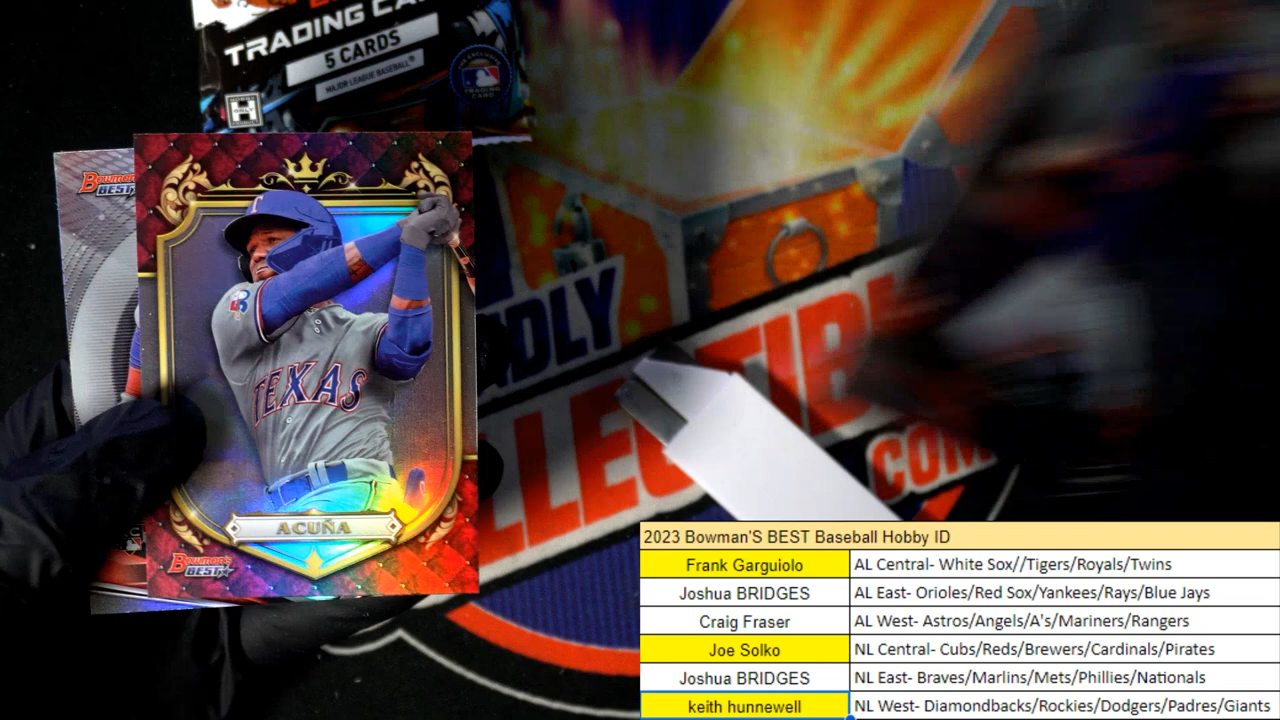 TRADING CA
5 CARDS
MAJOR LEAGUE BASEBALL®
Bowman's
BEST
TEXAS
ACUÑA
Bowman's
BEST
DLY
LLECTIBL
COM
2023 Bowman'S BEST Baseball Hobby ID
Frank Garguiolo AL Central- White Sox//Tigers/Royals/Twins
Joshua BRIDGES AL East- Orioles/Red Sox/Yankees/Rays/Blue Jays
Craig Fraser AL West- Astros/Angels/A's/Mariners/Rangers
Joe Solko NL Central- Cubs/Reds/Brewers/Cardinals/Pirates
Joshua BRIDGES NL East- Braves/Marlins/Mets/Phillies/Nationals
keith hunnewell NL West- Diamondbacks/Rockies/Dodgers/Padres/Giants